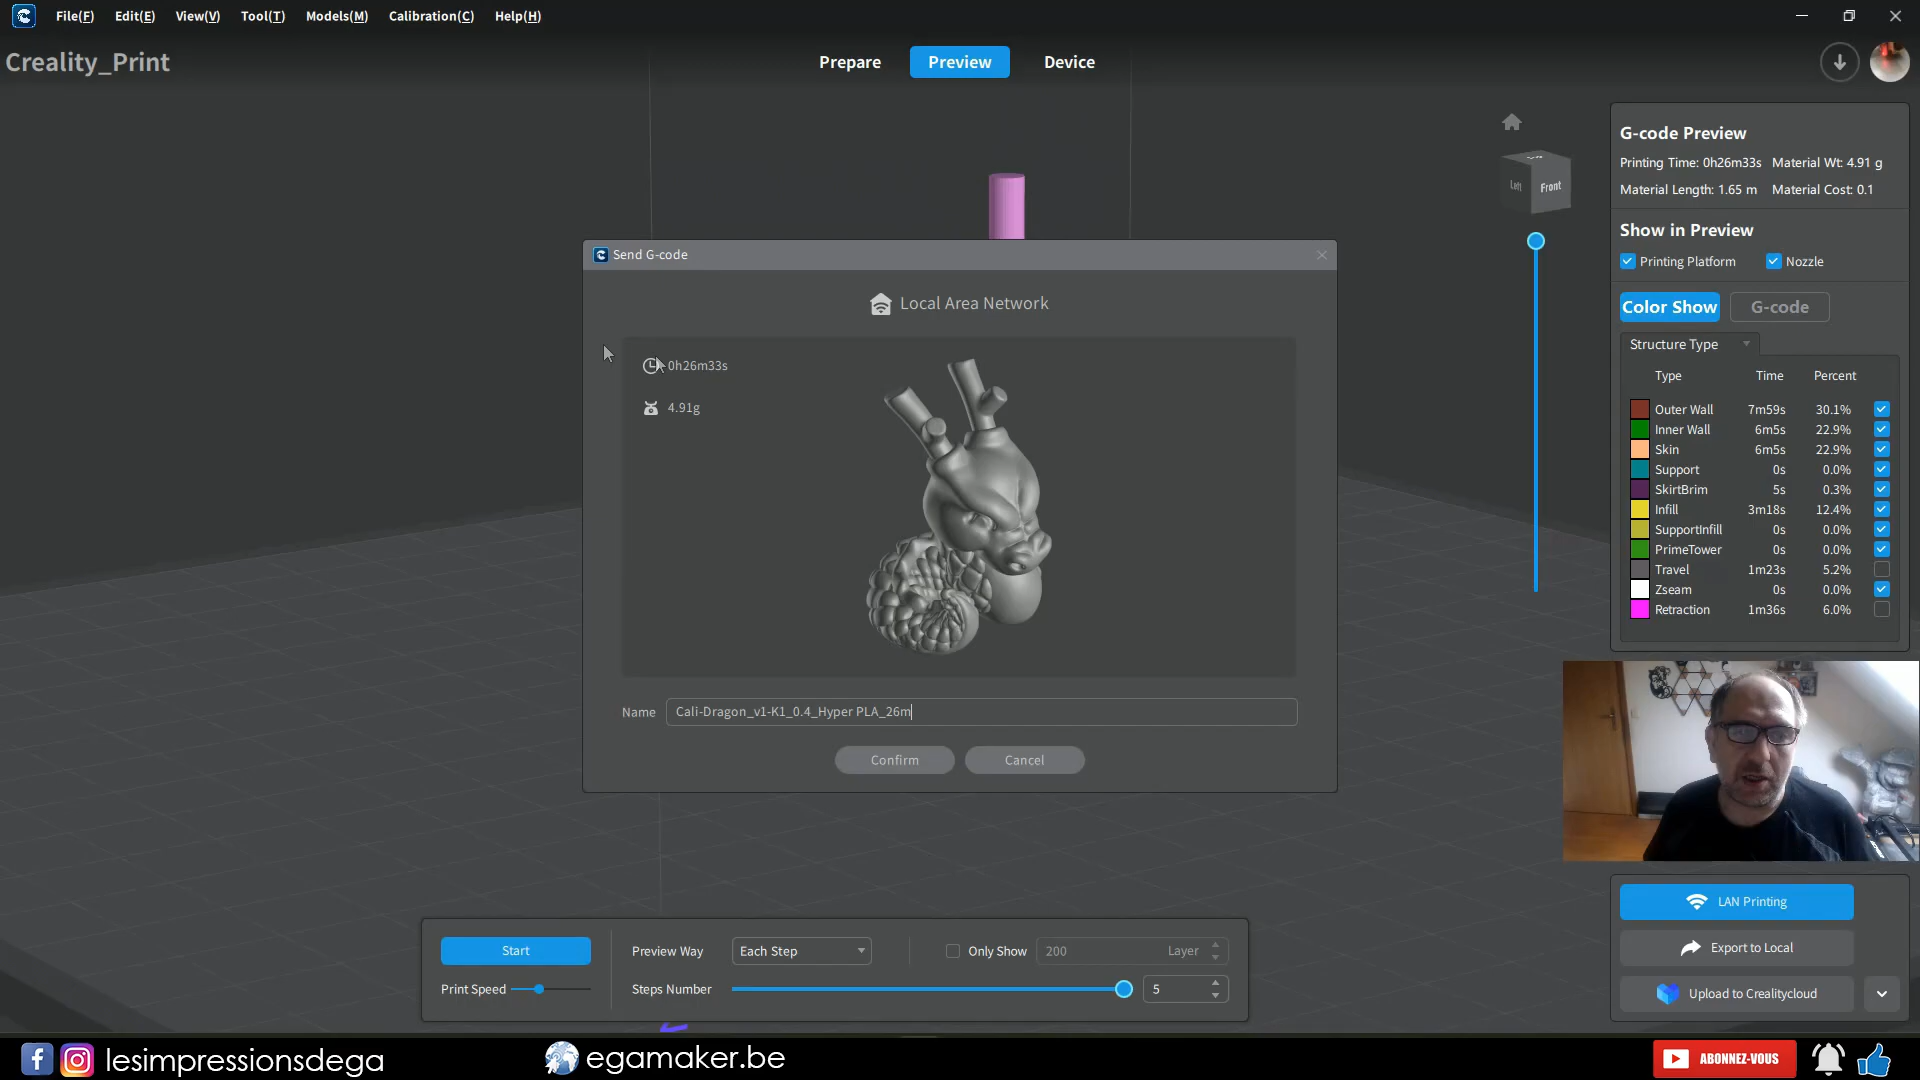 File(F) Edit(E) View(V) Tool(T) Models(M) Calibration(C) Help(H)
Creality_Print
Prepare Preview Device
G-code Preview
Printing Time: 0h26m33s Material Wt: 4.91 g
Material Length: 1.65 m Material Cost: 0.1
Left Front
Show in Preview
Printing Platform Nozzle
Color Show G-code
Structure Type
Type Time Percent
Outer Wall 7m59s 30.1%
Inner Wall 6m5s 22.9%
Skin 6m5s 22.9%
Support 0s 0.0%
SkirtBrim 5s 0.3%
Infill 3m18s 12.4%
SupportInfill 0s 0.0%
PrimeTower 0s 0.0%
Travel 1m23s 5.2%
Zseam 0s 0.0%
Retraction 1m36s 6.0%
Send G-code
Local Area Network
0h26m33s
4.91g
Name Cali-Dragon_v1-K1_0.4_Hyper PLA_26m
Confirm Cancel
LAN Printing
Export to Local
Upload to Crealitycloud
Start Preview Way Each Step Only Show 200 Layer
Print Speed Steps Number 5
lesimpressionsdega egamaker.be ABONNEZ-VOUS